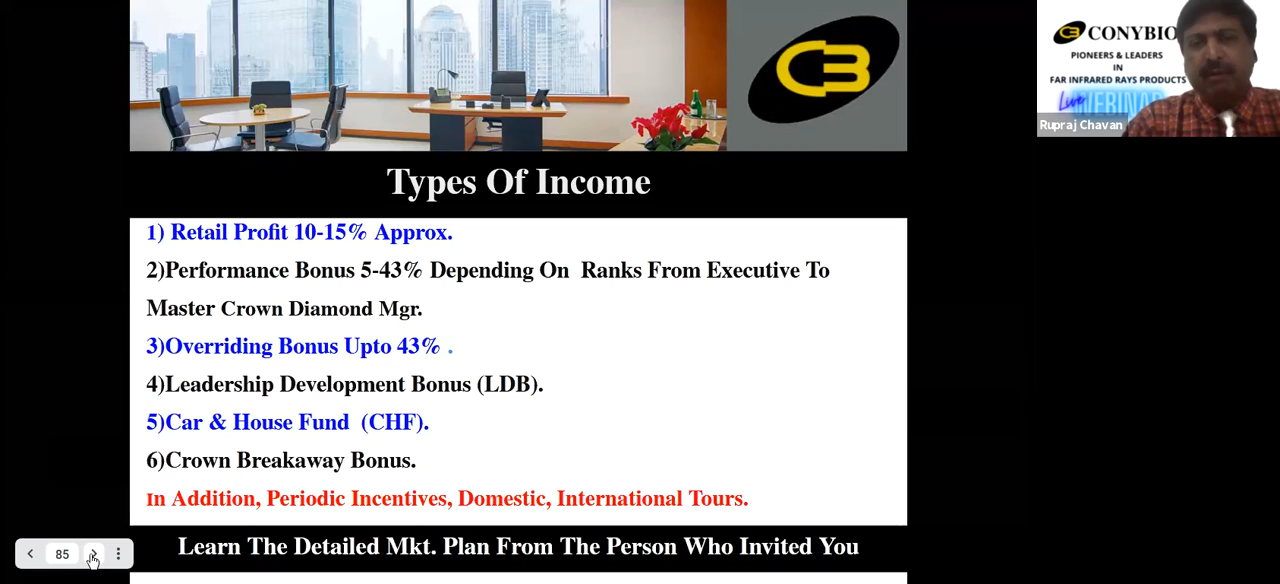 CB
CONYBIO
PIONEERS & LEADERS
IN
FAR INFRARED RAYS PRODUCTS
Live WEBINAR
Rupraj Chavan
Types Of Income
1) Retail Profit 10-15% Approx.
2)Performance Bonus 5-43% Depending On Ranks From Executive To
Master Crown Diamond Mgr.
3)Overriding Bonus Upto 43% .
4)Leadership Development Bonus (LDB).
5)Car & House Fund (CHF).
6)Crown Breakaway Bonus.
In Addition, Periodic Incentives, Domestic, International Tours.
Learn The Detailed Mkt. Plan From The Person Who Invited You
85